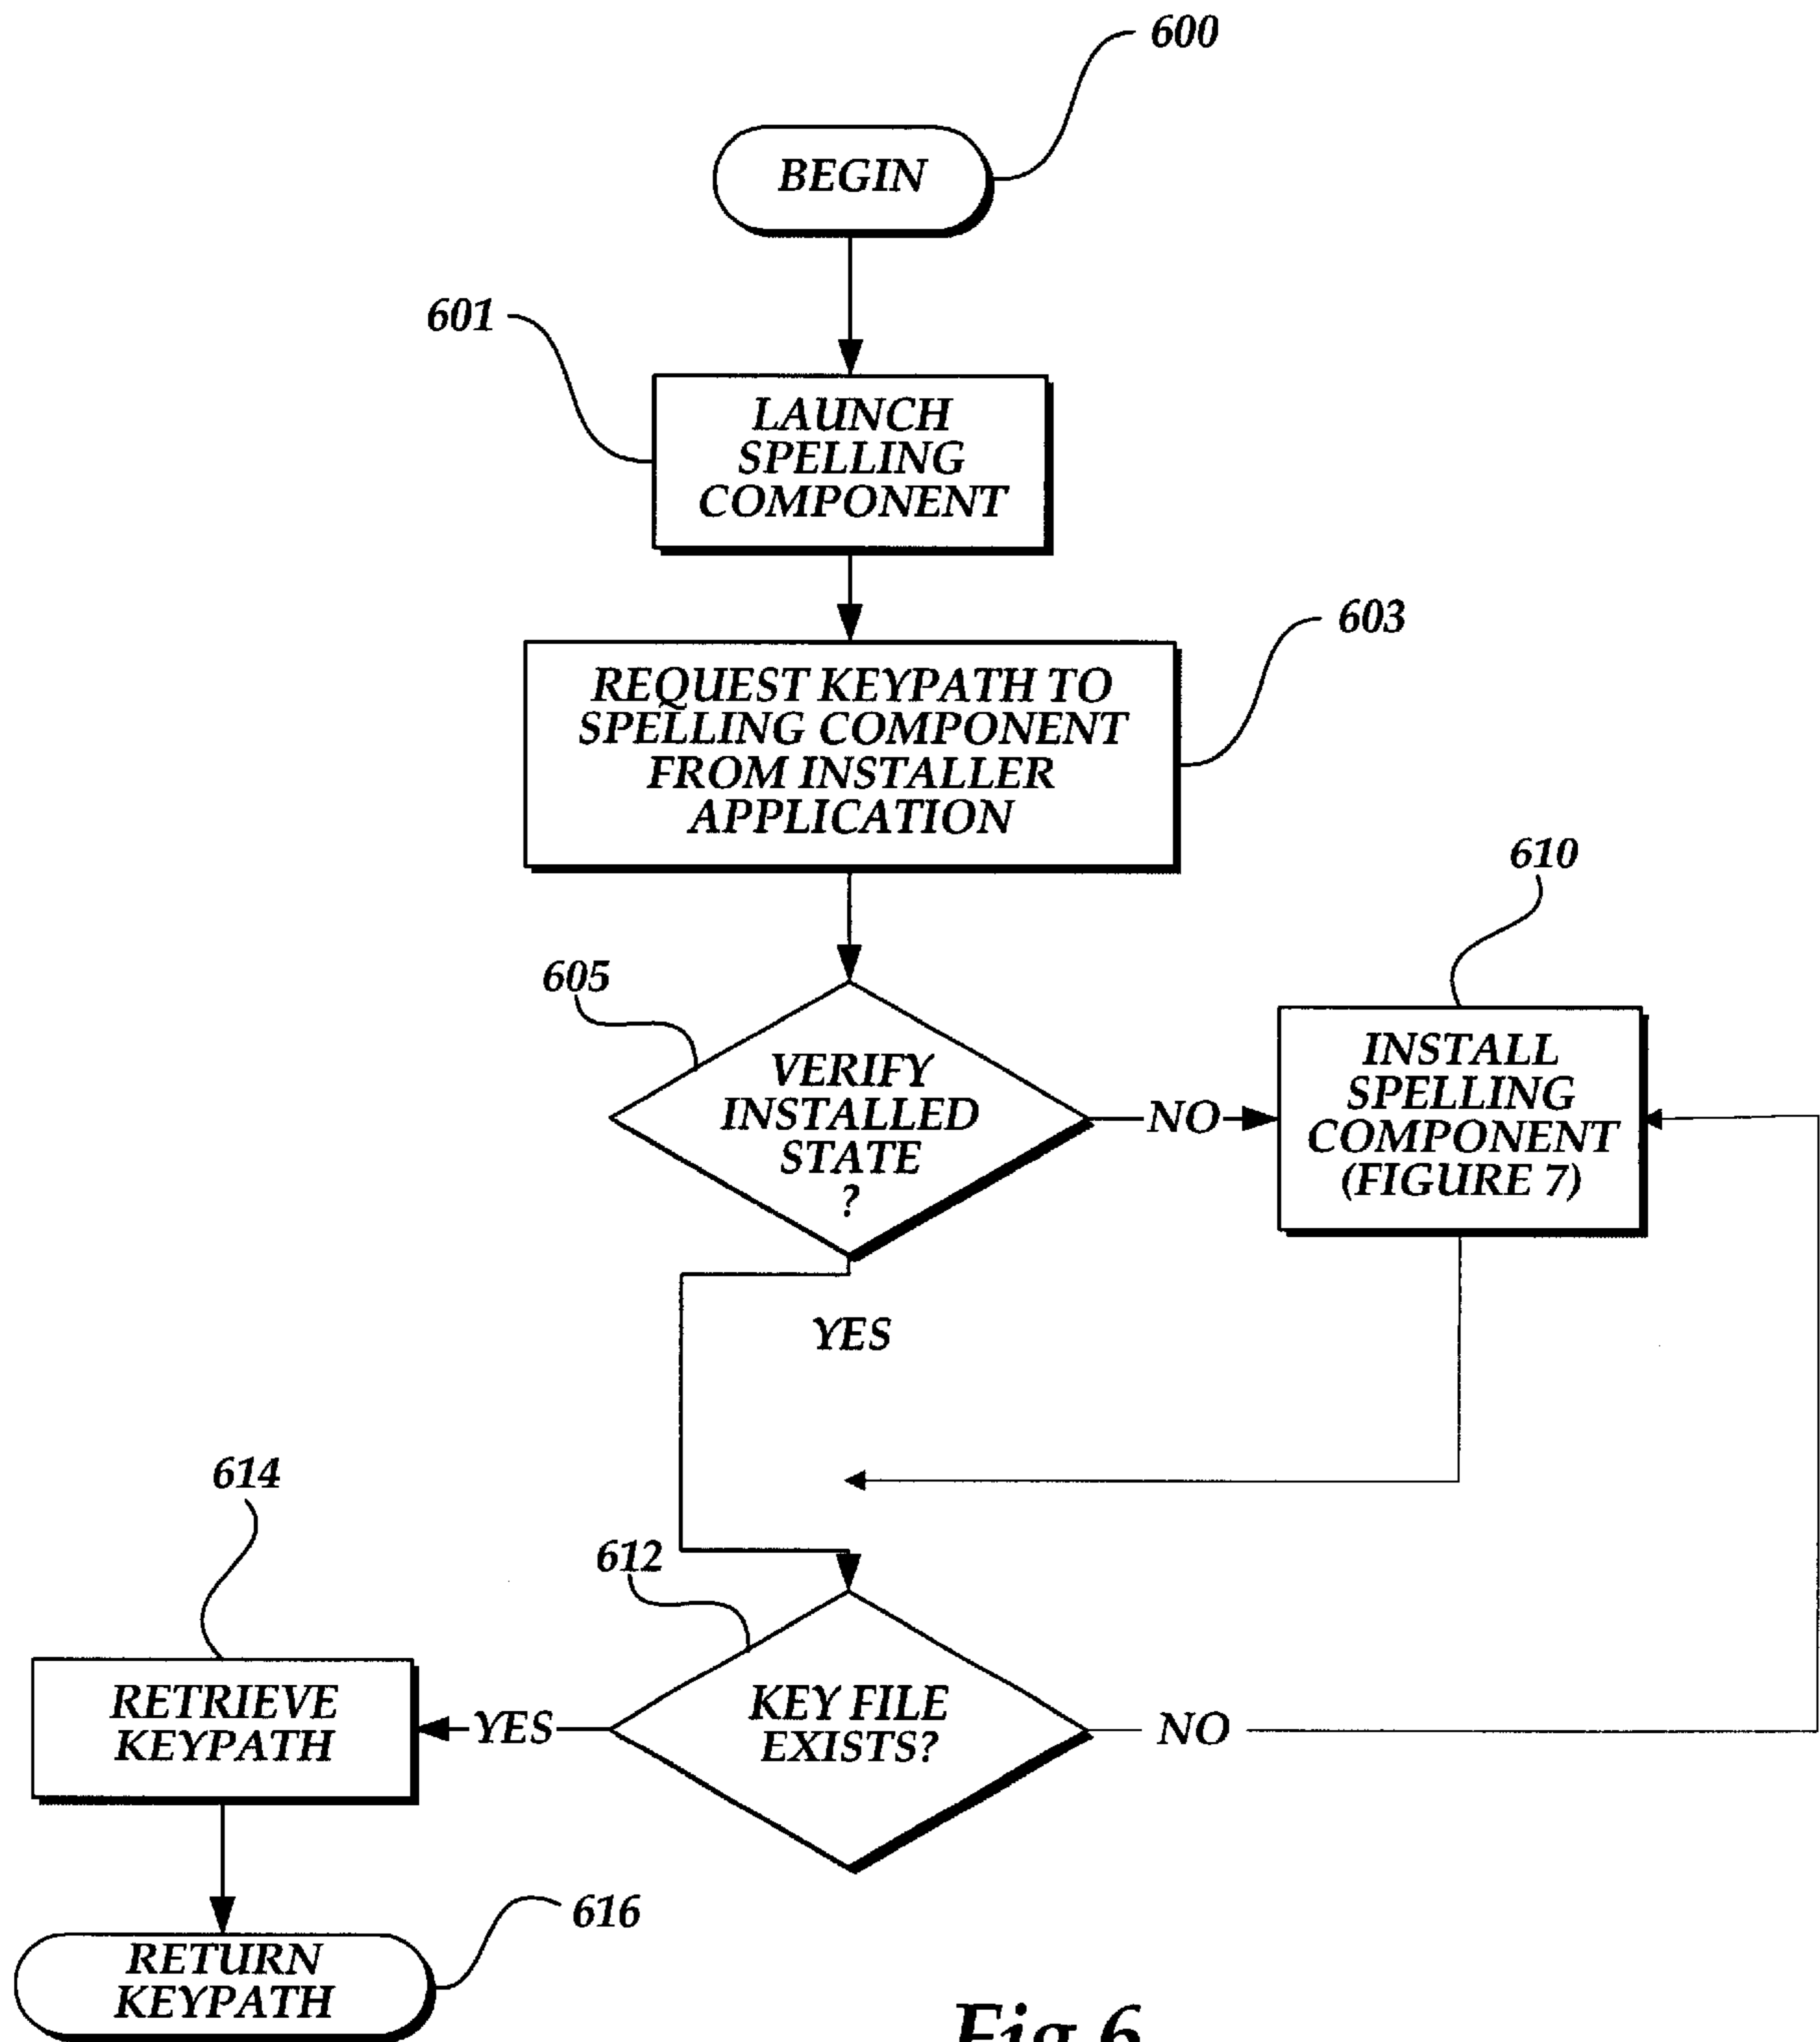 600
BEGIN
601
LAUNCH
SPELLING
COMPONENT
603
REQUEST KEYPATH TO
SPELLING COMPONENT
FROM INSTALLER
APPLICATION
610
605
VERIFY
INSTALLED
STATE
?
NO
INSTALL
SPELLING
COMPONENT
(FIGURE 7)
YES
614
612
RETRIEVE
KEYPATH
YES
KEY FILE
EXISTS?
NO
616
RETURN
KEYPATH
Fig.6